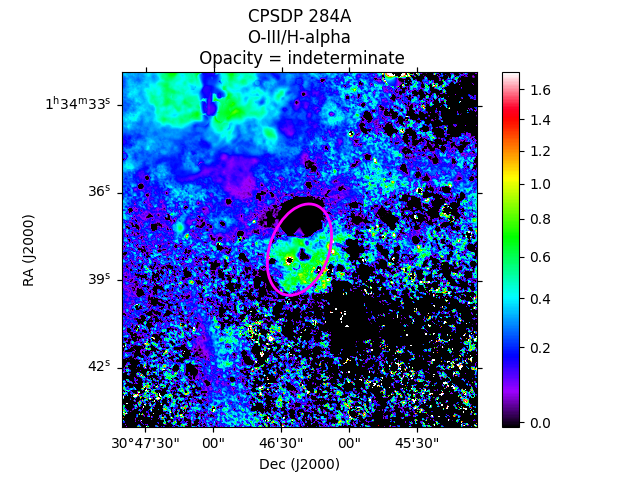 CPSDP 284A
O-III/H-alpha
Opacity = indeterminate
1ʰ34ᵐ33ˢ
36ˢ
39ˢ
42ˢ
RA (J2000)
30°47'30" 00" 46'30" 00" 45'30"
Dec (J2000)
1.6
1.4
1.2
1.0
0.8
0.6
0.4
0.2
0.0